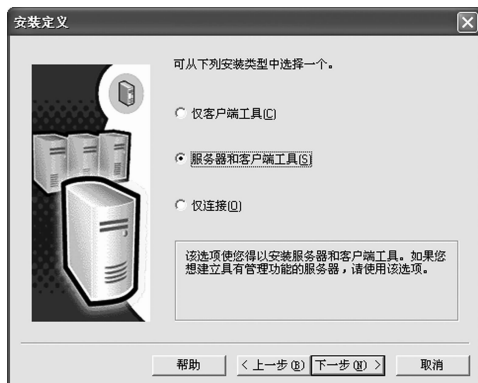 安装定义
可从下列安装类型中选择一个。
仅客户端工具(C)
服务器和客户端工具(S)
仅连接(O)
该选项使您得以安装服务器和客户端工具。如果您
想建立具有管理功能的服务器，请使用该选项。
帮助
< 上一步(B)
下一步(N) >
取消